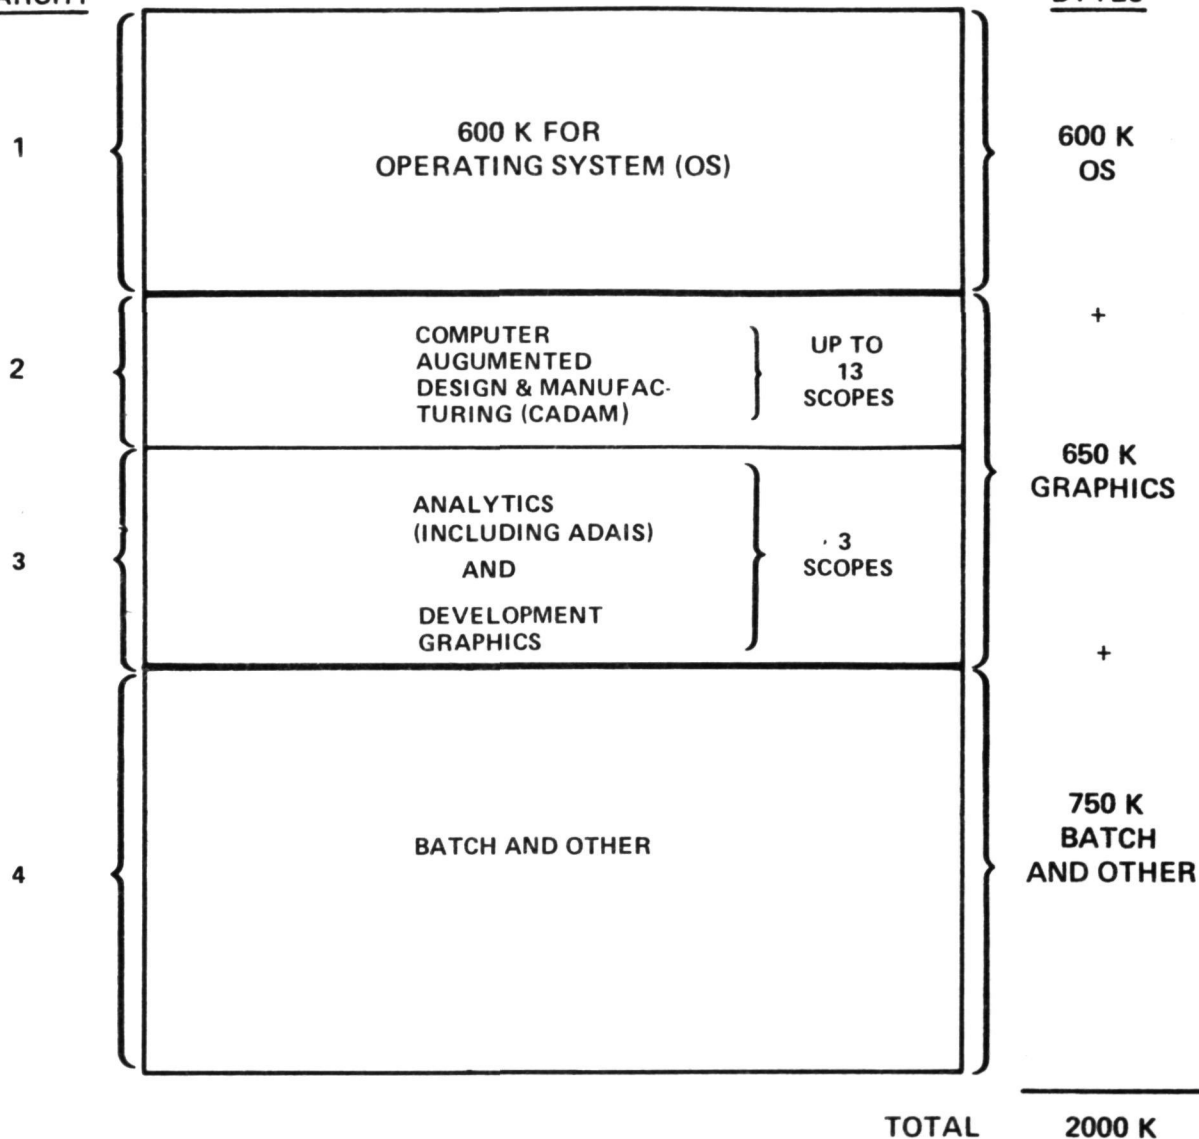 1
600 K FOR
OPERATING SYSTEM (OS)
600 K
OS
+
2
COMPUTER
AUGUMENTED
DESIGN & MANUFAC-
TURING (CADAM)
UP TO
13
SCOPES
650 K
GRAPHICS
3
ANALYTICS
(INCLUDING ADAIS)
AND
DEVELOPMENT
GRAPHICS
3
SCOPES
+
4
BATCH AND OTHER
750 K
BATCH
AND OTHER
TOTAL 2000 K